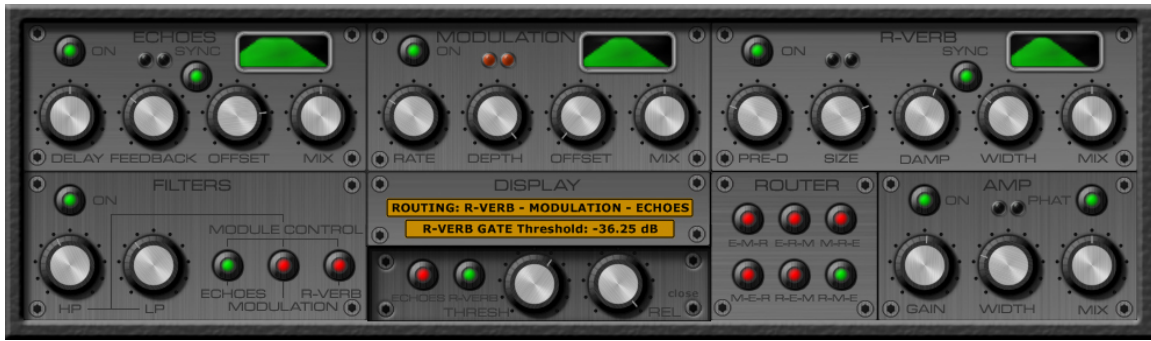 ECHOES
ON
SYNC
DELAY FEEDBACK OFFSET MIX
MODULATION
ON
RATE DEPTH OFFSET MIX
R-VERB
ON
SYNC
PRE-D SIZE DAMP WIDTH MIX
FILTERS
ON
MODULE CONTROL
ECHOES R-VERB
MODULATION
HP LP
DISPLAY
ROUTING: R-VERB - MODULATION - ECHOES
R-VERB GATE Threshold: -36.25 dB
ECHOES R-VERB
THRESH REL
close
ROUTER
E-M-R E-R-M M-R-E
M-E-R R-E-M R-M-E
AMP
ON PHAT
GAIN WIDTH MIX